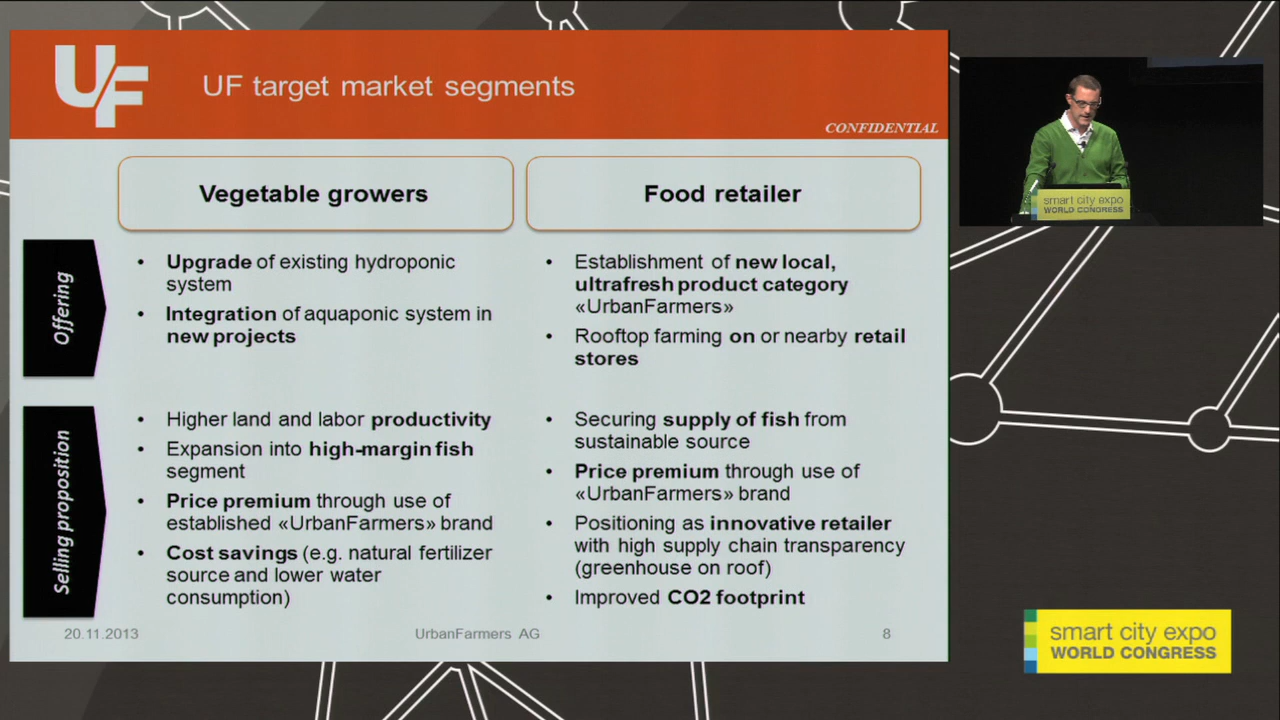 UF
UF target market segments
CONFIDENTIAL
Vegetable growers
Food retailer
Offering
• Upgrade of existing hydroponic
system
• Integration of aquaponic system in
new projects
• Establishment of new local,
ultrafresh product category
«UrbanFarmers»
• Rooftop farming on or nearby retail
stores
Selling proposition
• Higher land and labor productivity
• Expansion into high-margin fish
segment
• Price premium through use of
established «UrbanFarmers» brand
• Cost savings (e.g. natural fertilizer
source and lower water
consumption)
• Securing supply of fish from
sustainable source
• Price premium through use of
«UrbanFarmers» brand
• Positioning as innovative retailer
with high supply chain transparency
(greenhouse on roof)
• Improved CO2 footprint
20.11.2013
UrbanFarmers AG
8
smart city expo
WORLD CONGRESS
smart city expo
WORLD CONGRESS